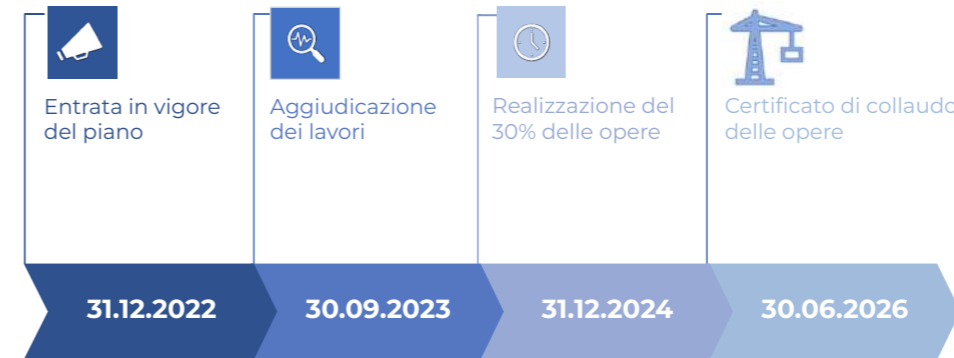 Entrata in vigore
del piano
Aggiudicazione
dei lavori
Realizzazione del
30% delle opere
Certificato di collaudo
delle opere
31.12.2022
30.09.2023
31.12.2024
30.06.2026